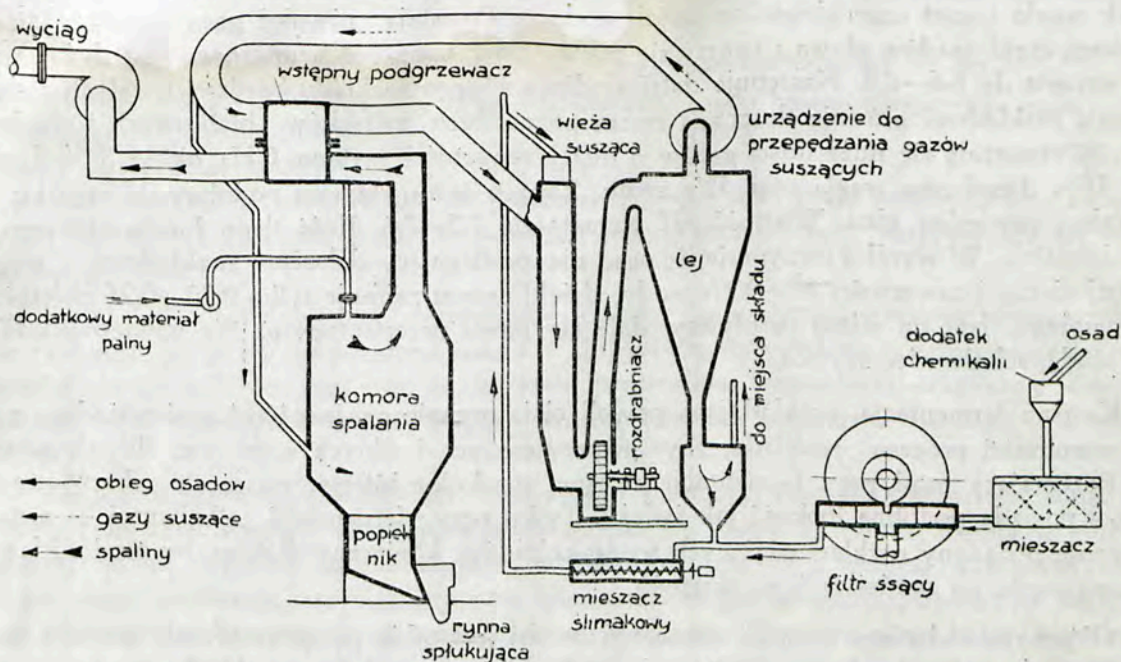 wyciąg
wstępny podgrzewacz
wieża
susząca
urządzenie do
przepędzania gazów
suszących
lej
dodatkowy materiał
palny
komora
spalania
rozdrabniacz
do miejsca składu
dodatek
chemikalii
osad
obieg osadów
gazy suszące
spaliny
popiel
nik
rynna
spłukująca
mieszacz
ślimakowy
filtr ssący
mieszacz